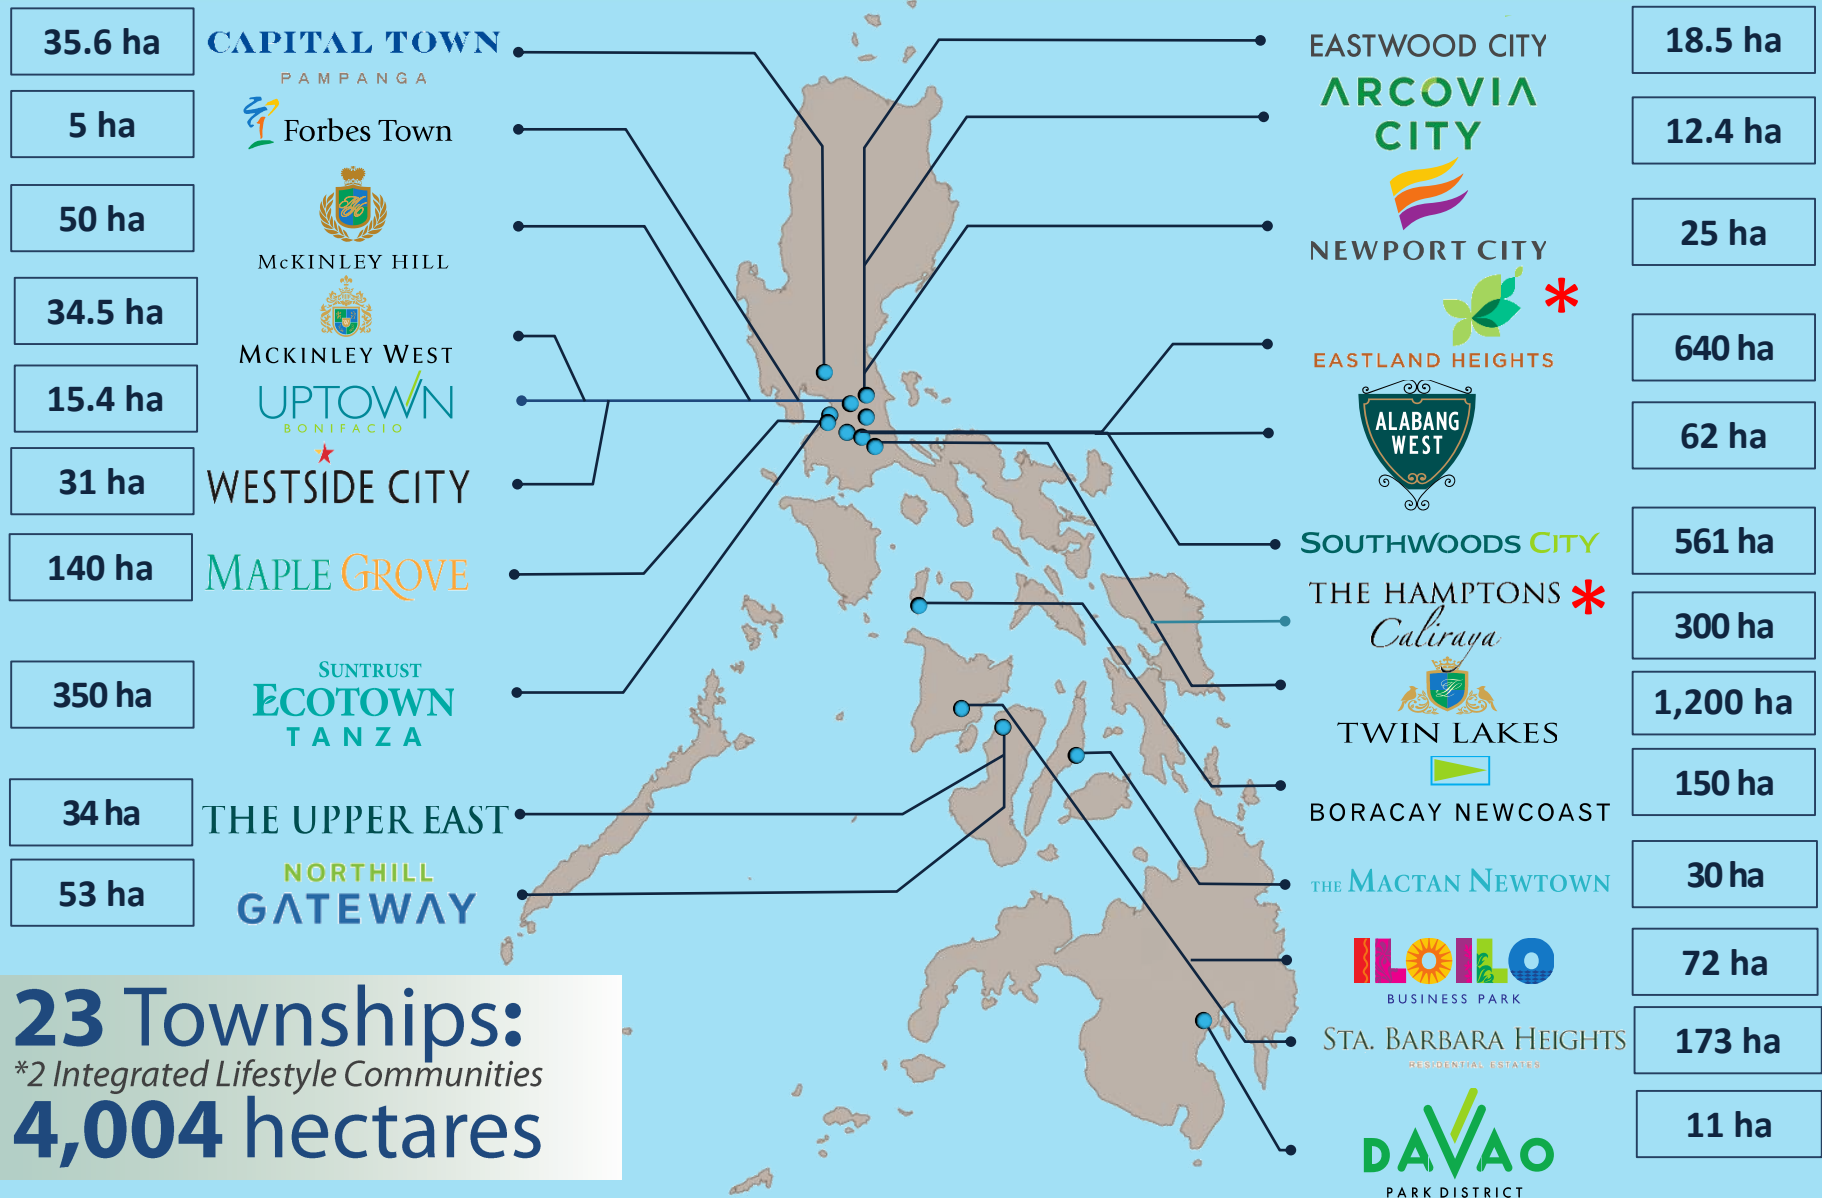 35.6 ha
CAPITAL TOWN
PAMPANGA
5 ha
Forbes Town
50 ha
McKINLEY HILL
34.5 ha
MCKINLEY WEST
15.4 ha
UPTOWN
BONIFACIO
31 ha
WESTSIDE CITY
140 ha
MAPLE GROVE
350 ha
SUNTRUST
ECOTOWN
TANZA
34 ha
THE UPPER EAST
53 ha
NORTHILL
GATEWAY
23 Townships:
*2 Integrated Lifestyle Communities
4,004 hectares
EASTWOOD CITY
18.5 ha
ARCOVIA
CITY
12.4 ha
NEWPORT CITY
25 ha
*
EASTLAND HEIGHTS
640 ha
ALABANG
WEST
62 ha
SOUTHWOODS CITY
561 ha
THE HAMPTONS *
Caliraya
300 ha
TWIN LAKES
1,200 ha
BORACAY NEWCOAST
150 ha
THE MACTAN NEWTOWN
30 ha
ILOILO
BUSINESS PARK
72 ha
STA. BARBARA HEIGHTS
RESIDENTIAL ESTATES
173 ha
DAVAO
PARK DISTRICT
11 ha